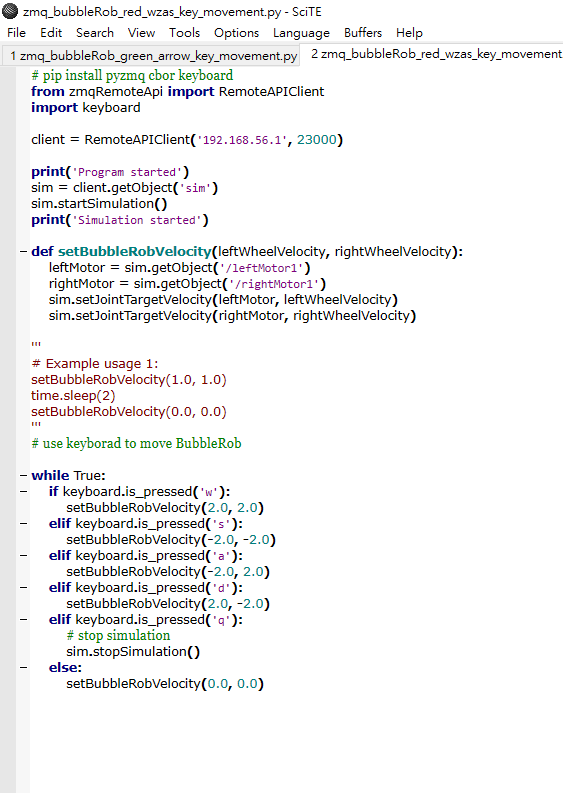 zmq_bubbleRob_red_wzas_key_movement.py - SciTE
File Edit Search View Tools Options Language Buffers Help
1 zmq_bubbleRob_green_arrow_key_movement.py 2 zmq_bubbleRob_red_wzas_key_movement
# pip install pyzmq cbor keyboard
from zmqRemoteApi import RemoteAPIClient
import keyboard
client = RemoteAPIClient('192.168.56.1', 23000)
print('Program started')
sim = client.getObject('sim')
sim.startSimulation()
print('Simulation started')
def setBubbleRobVelocity(leftWheelVelocity, rightWheelVelocity):
    leftMotor = sim.getObject('/leftMotor1')
    rightMotor = sim.getObject('/rightMotor1')
    sim.setJointTargetVelocity(leftMotor, leftWheelVelocity)
    sim.setJointTargetVelocity(rightMotor, rightWheelVelocity)
'''
# Example usage 1:
setBubbleRobVelocity(1.0, 1.0)
time.sleep(2)
setBubbleRobVelocity(0.0, 0.0)
'''
# use keyborad to move BubbleRob
while True:
    if keyboard.is_pressed('w'):
        setBubbleRobVelocity(2.0, 2.0)
    elif keyboard.is_pressed('s'):
        setBubbleRobVelocity(-2.0, -2.0)
    elif keyboard.is_pressed('a'):
        setBubbleRobVelocity(-2.0, 2.0)
    elif keyboard.is_pressed('d'):
        setBubbleRobVelocity(2.0, -2.0)
    elif keyboard.is_pressed('q'):
        # stop simulation
        sim.stopSimulation()
    else:
        setBubbleRobVelocity(0.0, 0.0)